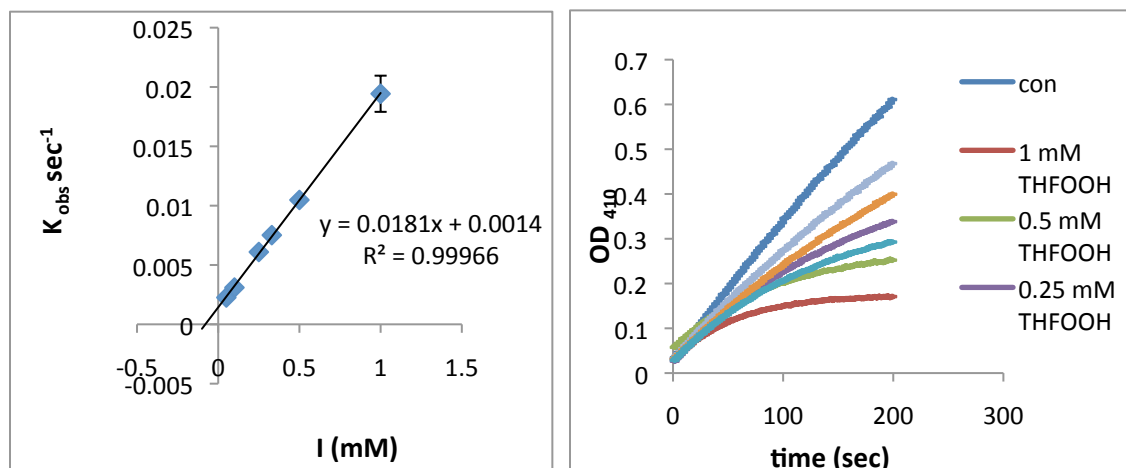 0.025
0.02
0.015
0.01
0.005
0
-0.005
-0.5
0
0.5
1
1.5
K obs sec-1
I (mM)
y = 0.0181x + 0.0014
R² = 0.99966
0.7
0.6
0.5
0.4
0.3
0.2
0.1
0
0
100
200
300
OD410
time (sec)
con
1 mM
THFOOH
0.5 mM
THFOOH
0.25 mM
THFOOH